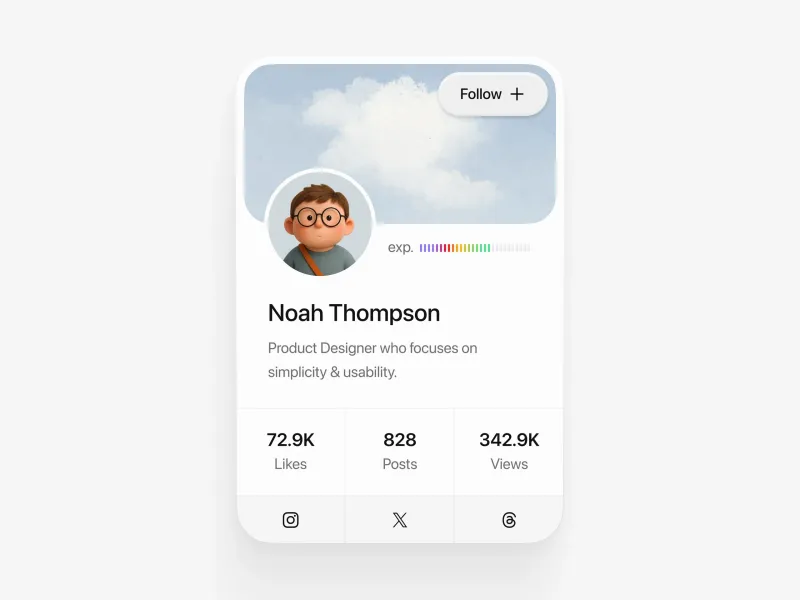 Follow
exp.
Noah Thompson
Product Designer who focuses on
simplicity & usability.
72.9K
828
342.9K
Likes
Posts
Views